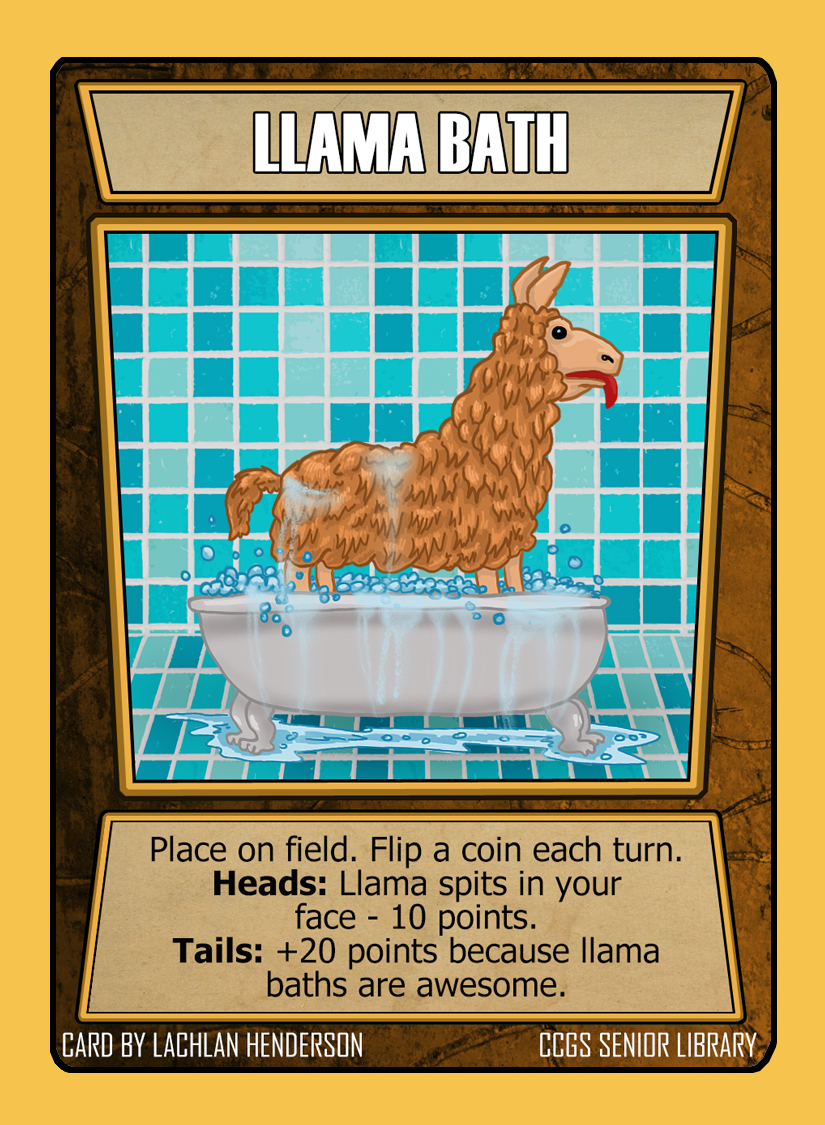 LLAMA BATH
Place on field. Flip a coin each turn.
Heads: Llama spits in your
face - 10 points.
Tails: +20 points because llama
baths are awesome.
CARD BY LACHLAN HENDERSON
CCGS SENIOR LIBRARY